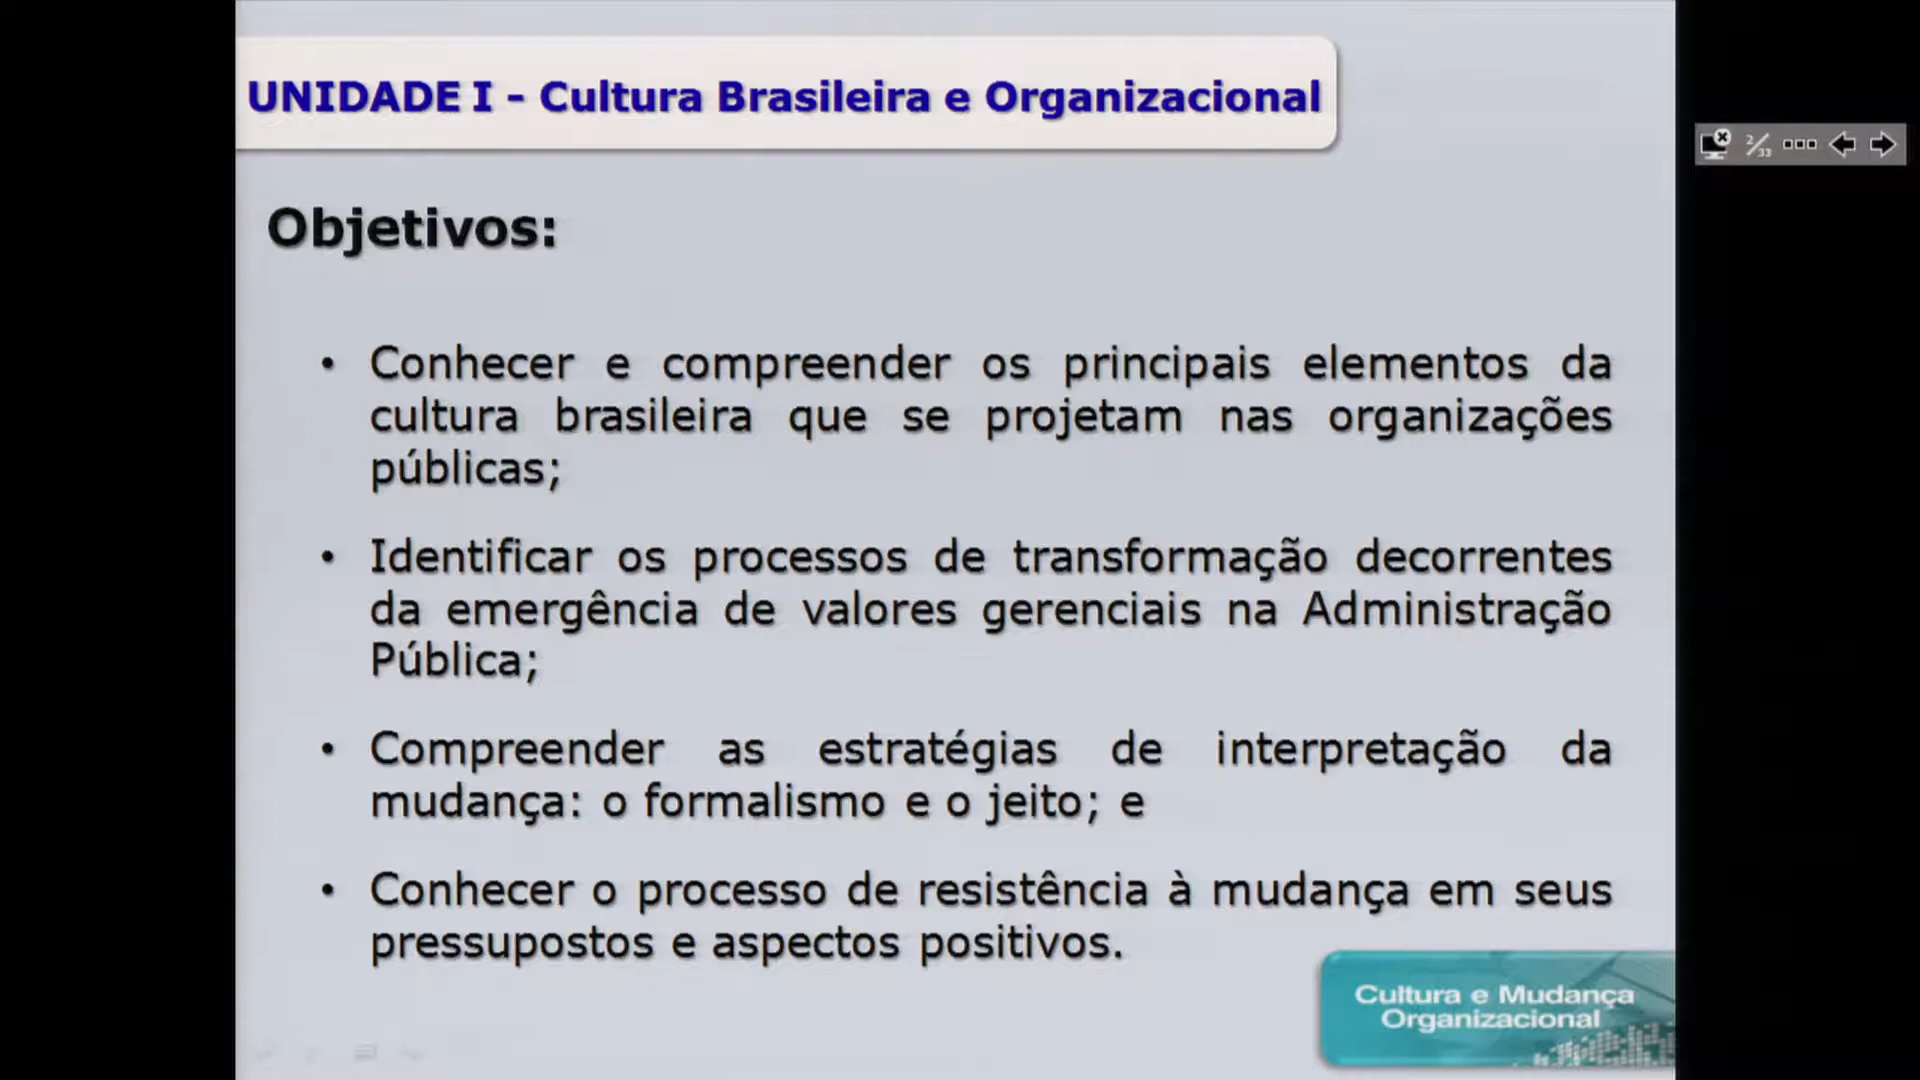 UNIDADE I - Cultura Brasileira e Organizacional
2/33
Objetivos:
• Conhecer e compreender os principais elementos da
cultura brasileira que se projetam nas organizações
públicas;
• Identificar os processos de transformação decorrentes
da emergência de valores gerenciais na Administração
Pública;
• Compreender as estratégias de interpretação da
mudança: o formalismo e o jeito; e
• Conhecer o processo de resistência à mudança em seus
pressupostos e aspectos positivos.
Cultura e Mudança
Organizacional